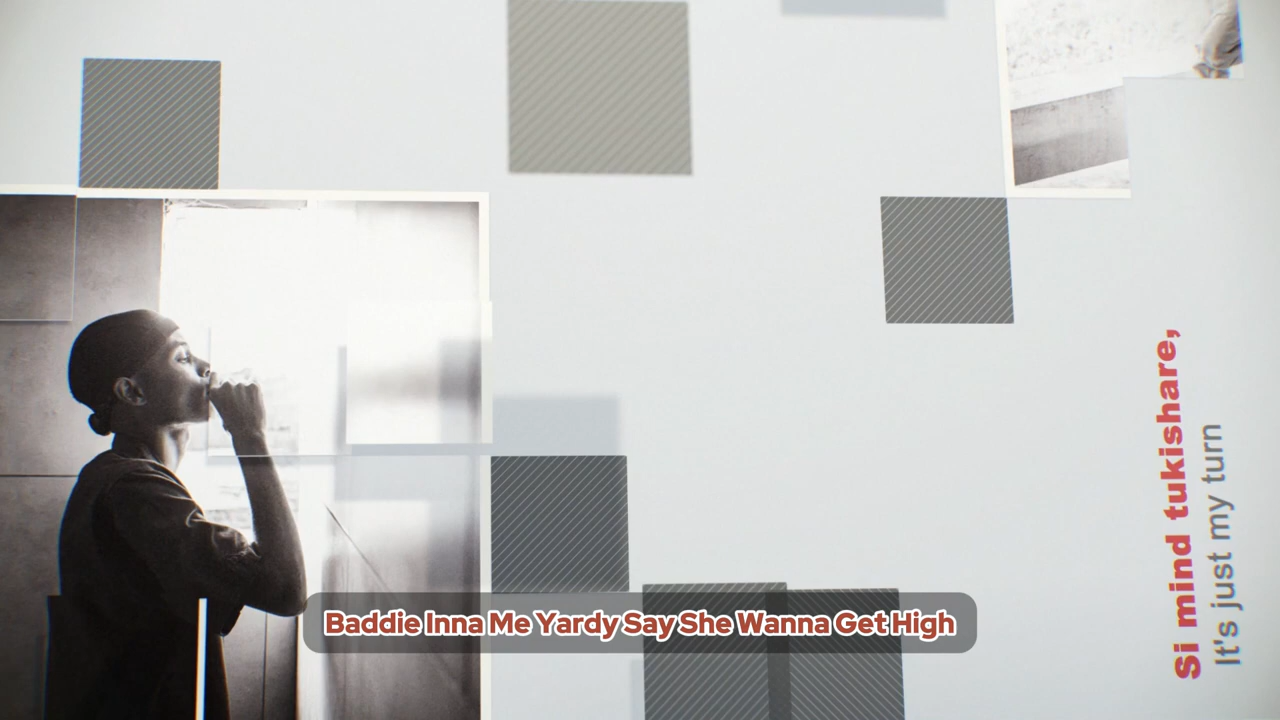 Si mind tukishare,
It's just my turn
Baddie Inna Me Yardy Say She Wanna Get High